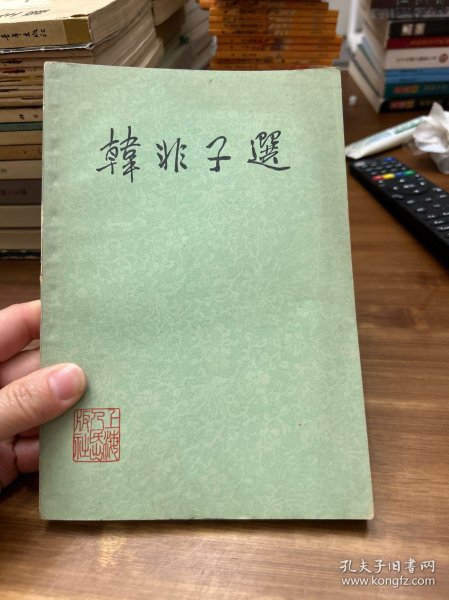 韓非子選
上海
人民出
版社
孔夫子旧书网
www.kongfz.com